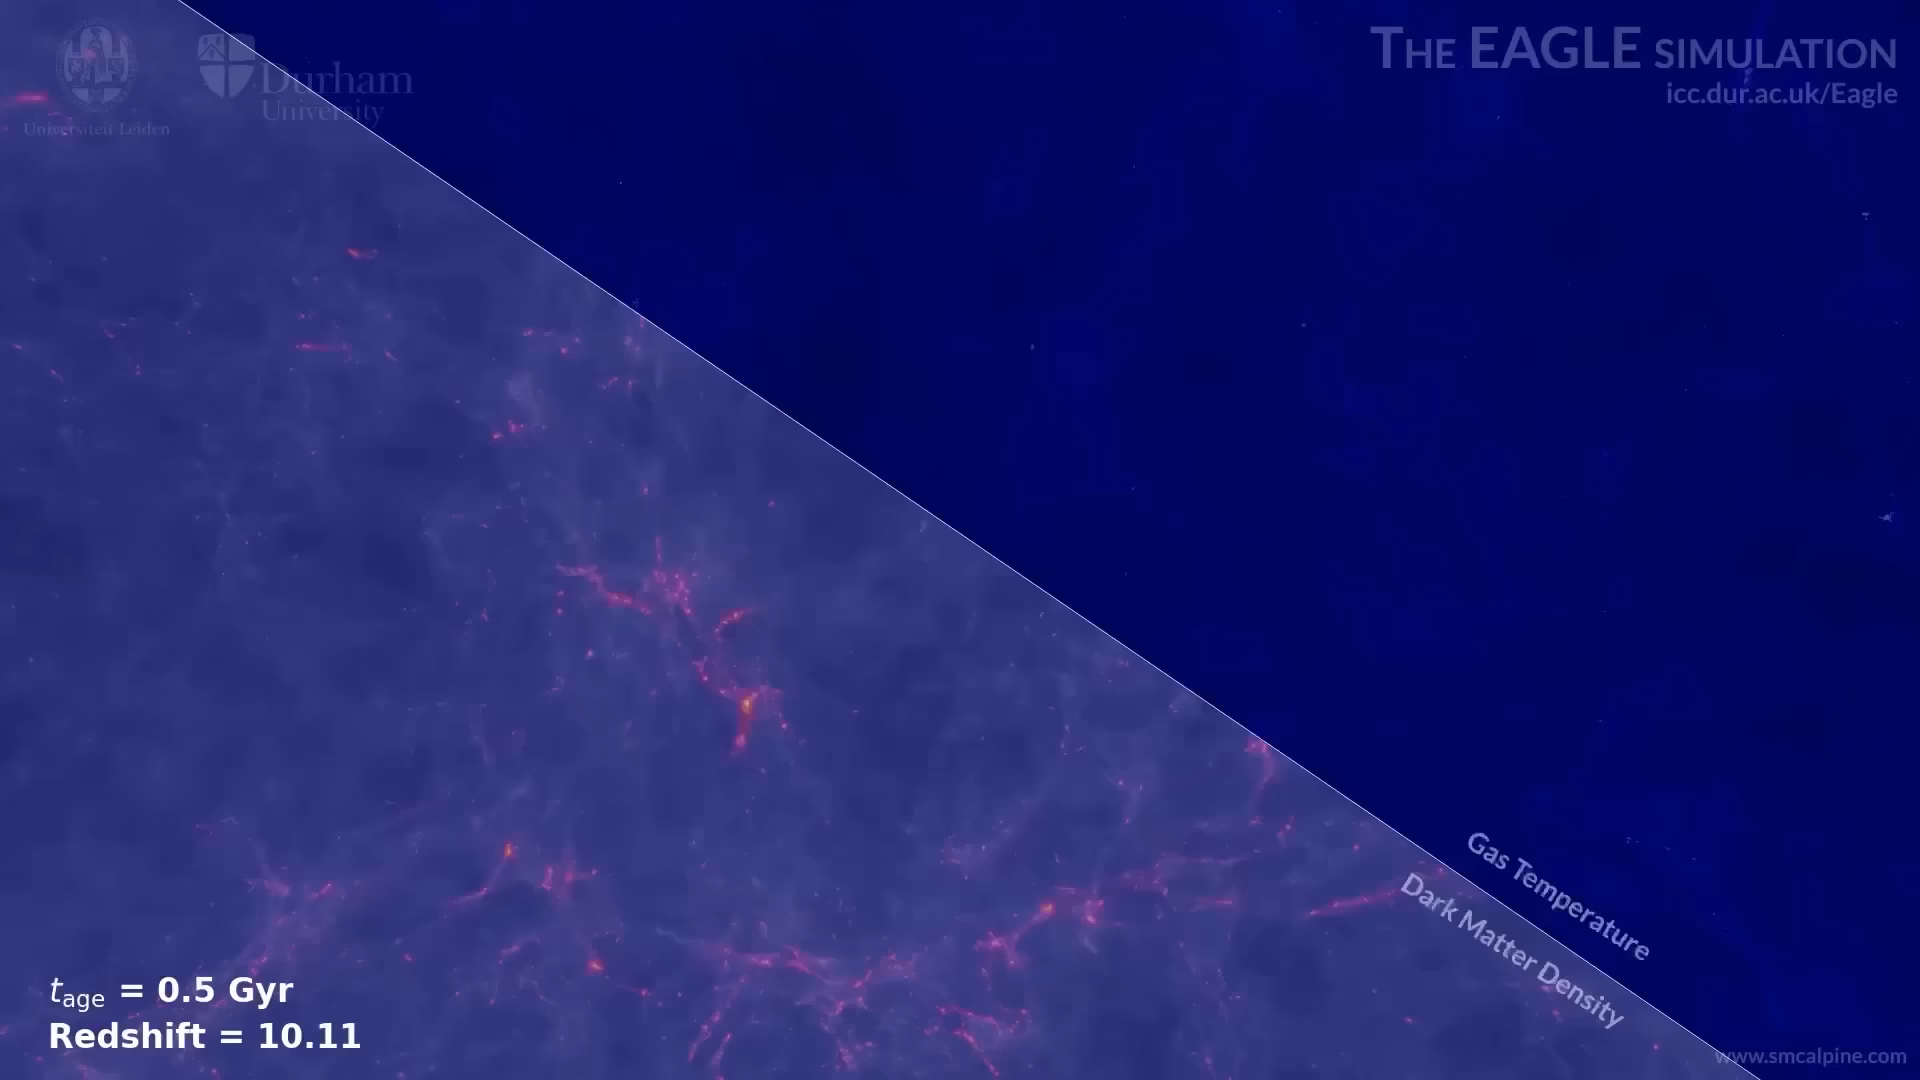 Universiteit Leiden
Durham
University
THE EAGLE SIMULATION
icc.dur.ac.uk/Eagle
Gas Temperature
Dark Matter Density
tage = 0.5 Gyr
Redshift = 10.11
www.smcalpine.com